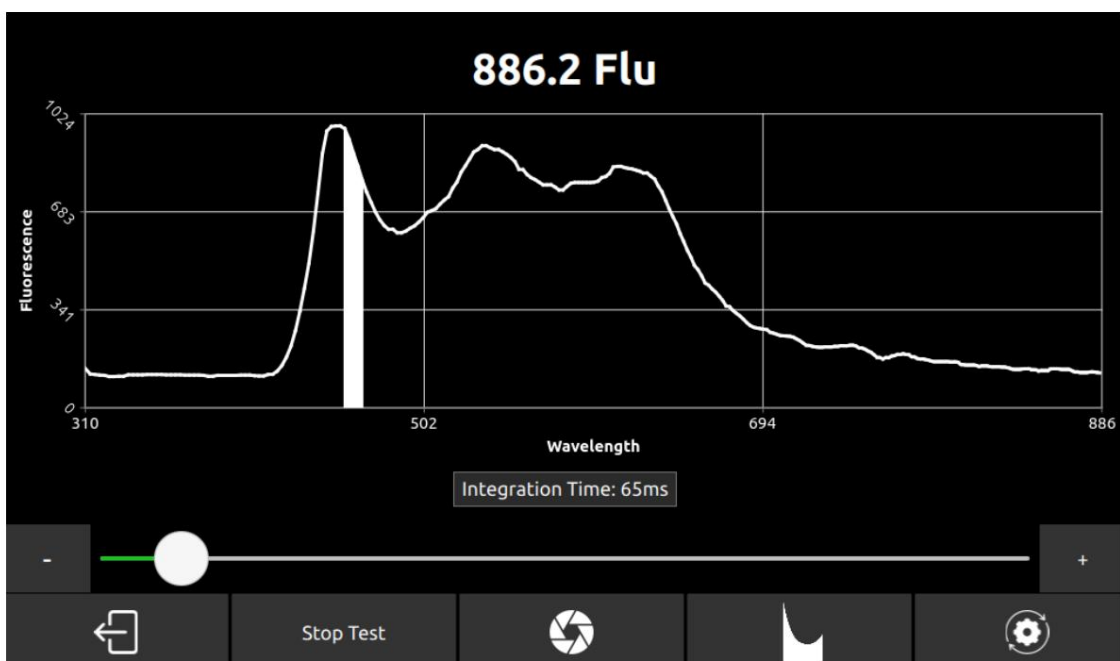 886.2 Flu
1024
683
341
0
Fluorescence
310 502 694 886
Wavelength
Integration Time: 65ms
- +
Stop Test